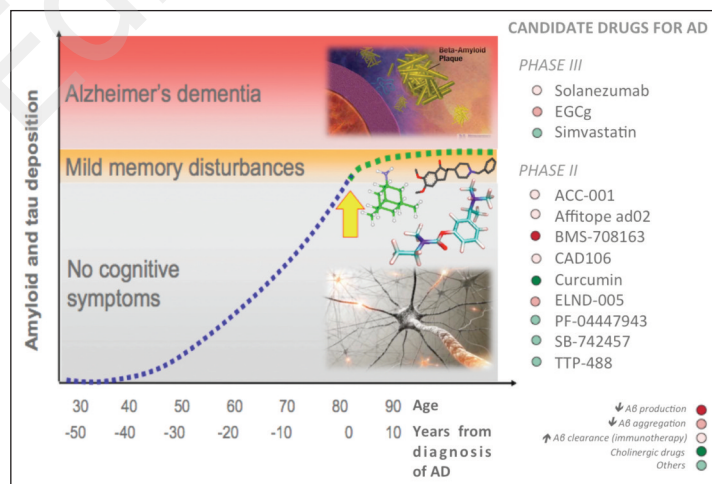 CANDIDATE DRUGS FOR AD
PHASE III
Solanezumab
EGCg
Simvastatin
PHASE II
ACC-001
Affitope ad02
BMS-708163
CAD106
Curcumin
ELND-005
PF-04447943
SB-742457
TTP-488
Amyloid and tau deposition
Alzheimer's dementia
Beta-Amyloid
Plaque
Mild memory disturbances
No cognitive
symptoms
30 40 50 60 70 80 90 Age
-50 -40 -30 -20 -10 0 10 Years from
diagnosis
of AD
Aβ production
Aβ aggregation
Aβ clearance (immunotherapy)
Cholinergic drugs
Others